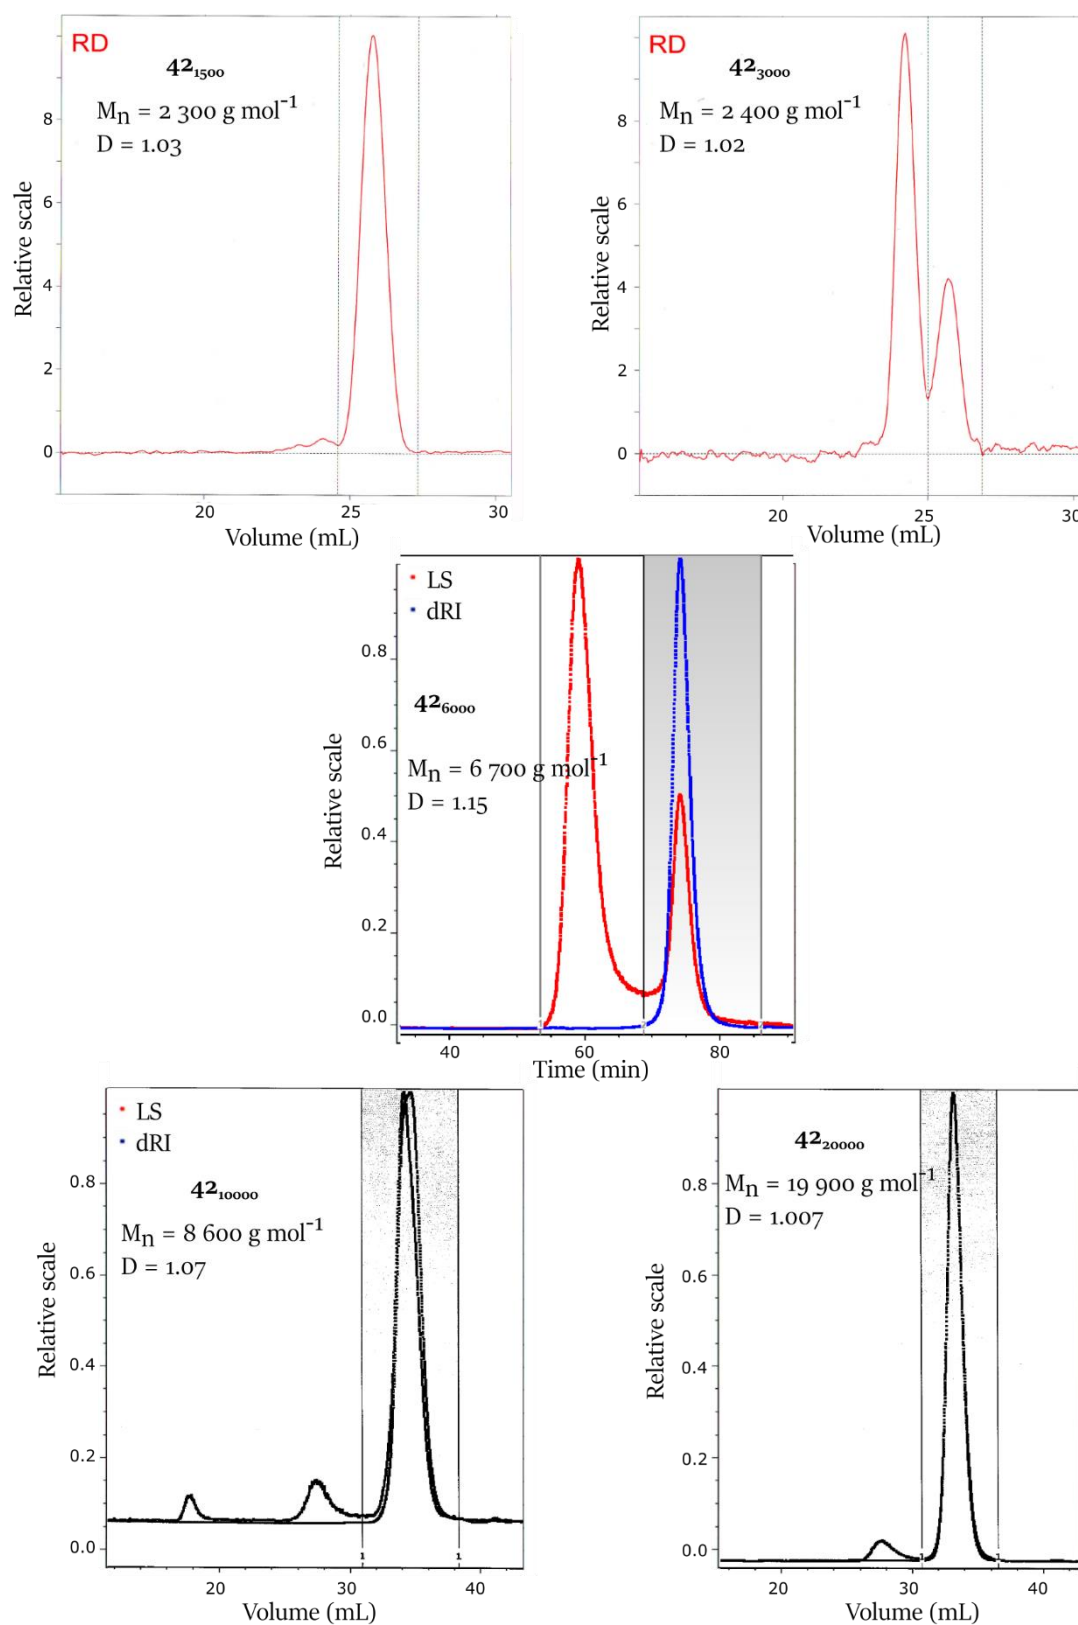 RD
42₁₅₀₀
Mn = 2 300 g mol⁻¹
D = 1.03
8
6
4
2
0
Relative scale
20
25
30
Volume (mL)
RD
42₃₀₀₀
Mn = 2 400 g mol⁻¹
D = 1.02
8
6
4
2
0
Relative scale
20
25
30
Volume (mL)
LS
dRI
42₆₀₀₀
Mn = 6 700 g mol⁻¹
D = 1.15
0.8
0.6
0.4
0.2
0.0
Relative scale
40
60
80
Time (min)
LS
dRI
42₁₀₀₀₀
Mn = 8 600 g mol⁻¹
D = 1.07
0.8
0.6
0.4
0.2
0.0
Relative scale
1
1
20
30
40
Volume (mL)
42₂₀₀₀₀
Mn = 19 900 g mol⁻¹
D = 1.007
0.8
0.6
0.4
0.2
0.0
Relative scale
1
1
20
30
40
Volume (mL)